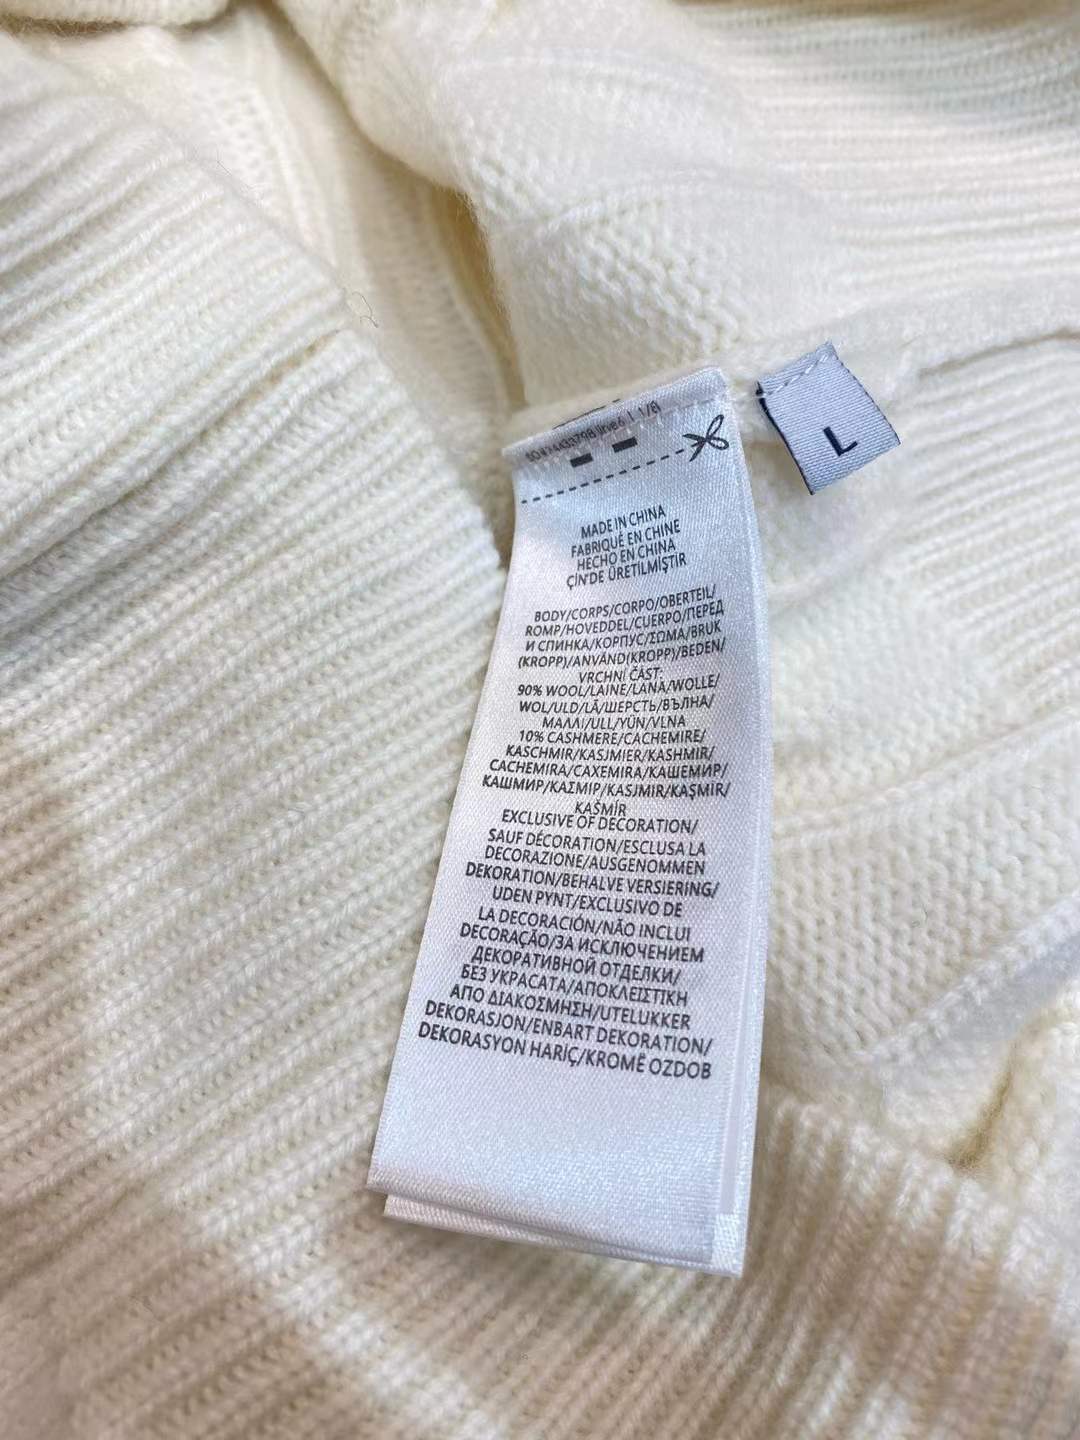 L
MADE IN CHINA
FABRIQUÉ EN CHINE
HECHO EN CHINA
ÇİN'DE ÜRETİLMİŞTİR
BODY/CORPS/CORPO/OBERTEIL/
ROMP/HOVEDDEL/CUERPO/ПЕРЕД
И СПИНКА/КОРПУС/ΣΩΜΑ/BRUK
(KROPP)/ANVÄND(KROPP)/BEDEN/
VRCHNÍ ČÁST:
90% WOOL/LAINE/LANA/WOLLE/
WOL/ULD/LÃ/ШЕРСТЬ/ВЪЛНА/
ΜΑΛΛΙ/ULL/YÜN/VLNA
10% CASHMERE/CACHEMIRE/
KASCHMIR/KASJMIER/KASHMIR/
CACHEMIRA/CAXEMIRA/КАШЕМИР/
КАШМИР/ΚΑΣΜΙΡ/KASJMIR/KAŞMİR/
KAŠMÍR
EXCLUSIVE OF DECORATION/
SAUF DÉCORATION/ESCLUSA LA
DECORAZIONE/AUSGENOMMEN
DEKORATION/BEHALVE VERSIERING/
UDEN PYNT/EXCLUSIVO DE
LA DECORACIÓN/NÃO INCLUI
DECORAÇÃO/ЗА ИСКЛЮЧЕНИЕМ
ДЕКОРАТИВНОЙ ОТДЕЛКИ/
БЕЗ УКРАСАТА/ΑΠΟΚΛΕΙΣΤΙΚΗ
ΑΠΟ ΔΙΑΚΟΣΜΗΣΗ/UTELUKKER
DEKORASJON/ENBART DEKORATION/
DEKORASYON HARİÇ/KROMĚ OZDOB